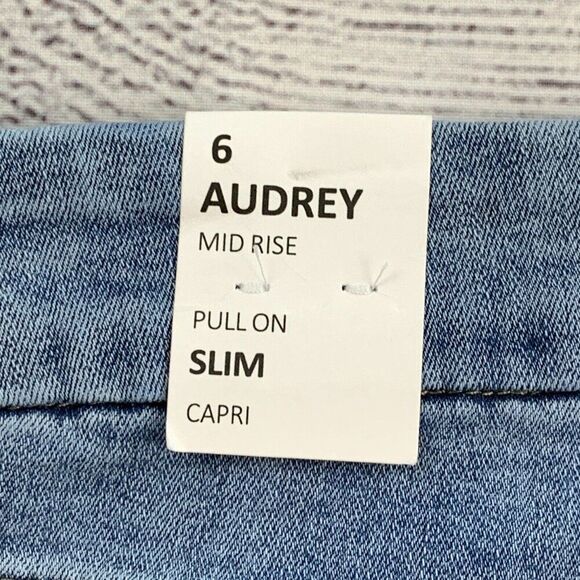 6
AUDREY
MID RISE
PULL ON
SLIM
CAPRI